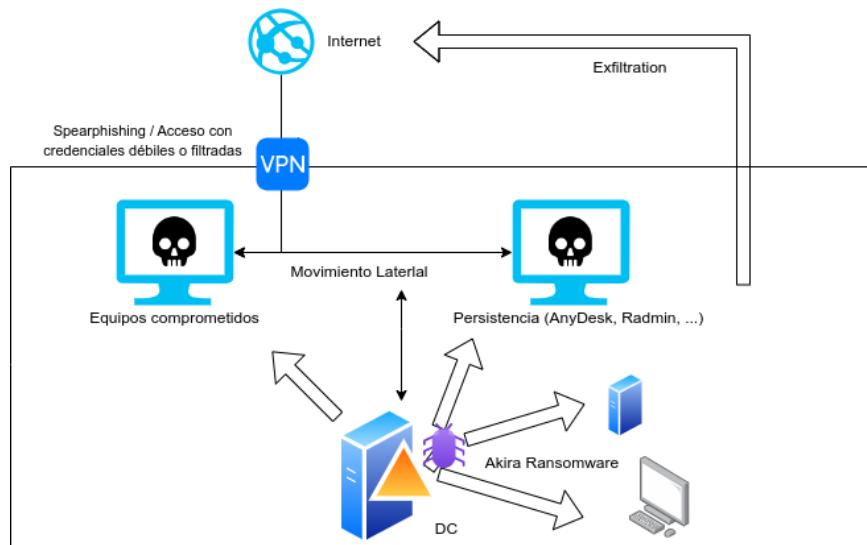 Internet
Exfiltration
Spearphishing / Acceso con
credenciales débiles o filtradas
VPN
Movimiento Laterlal
Equipos comprometidos
Persistencia (AnyDesk, Radmin, ...)
Akira Ransomware
DC